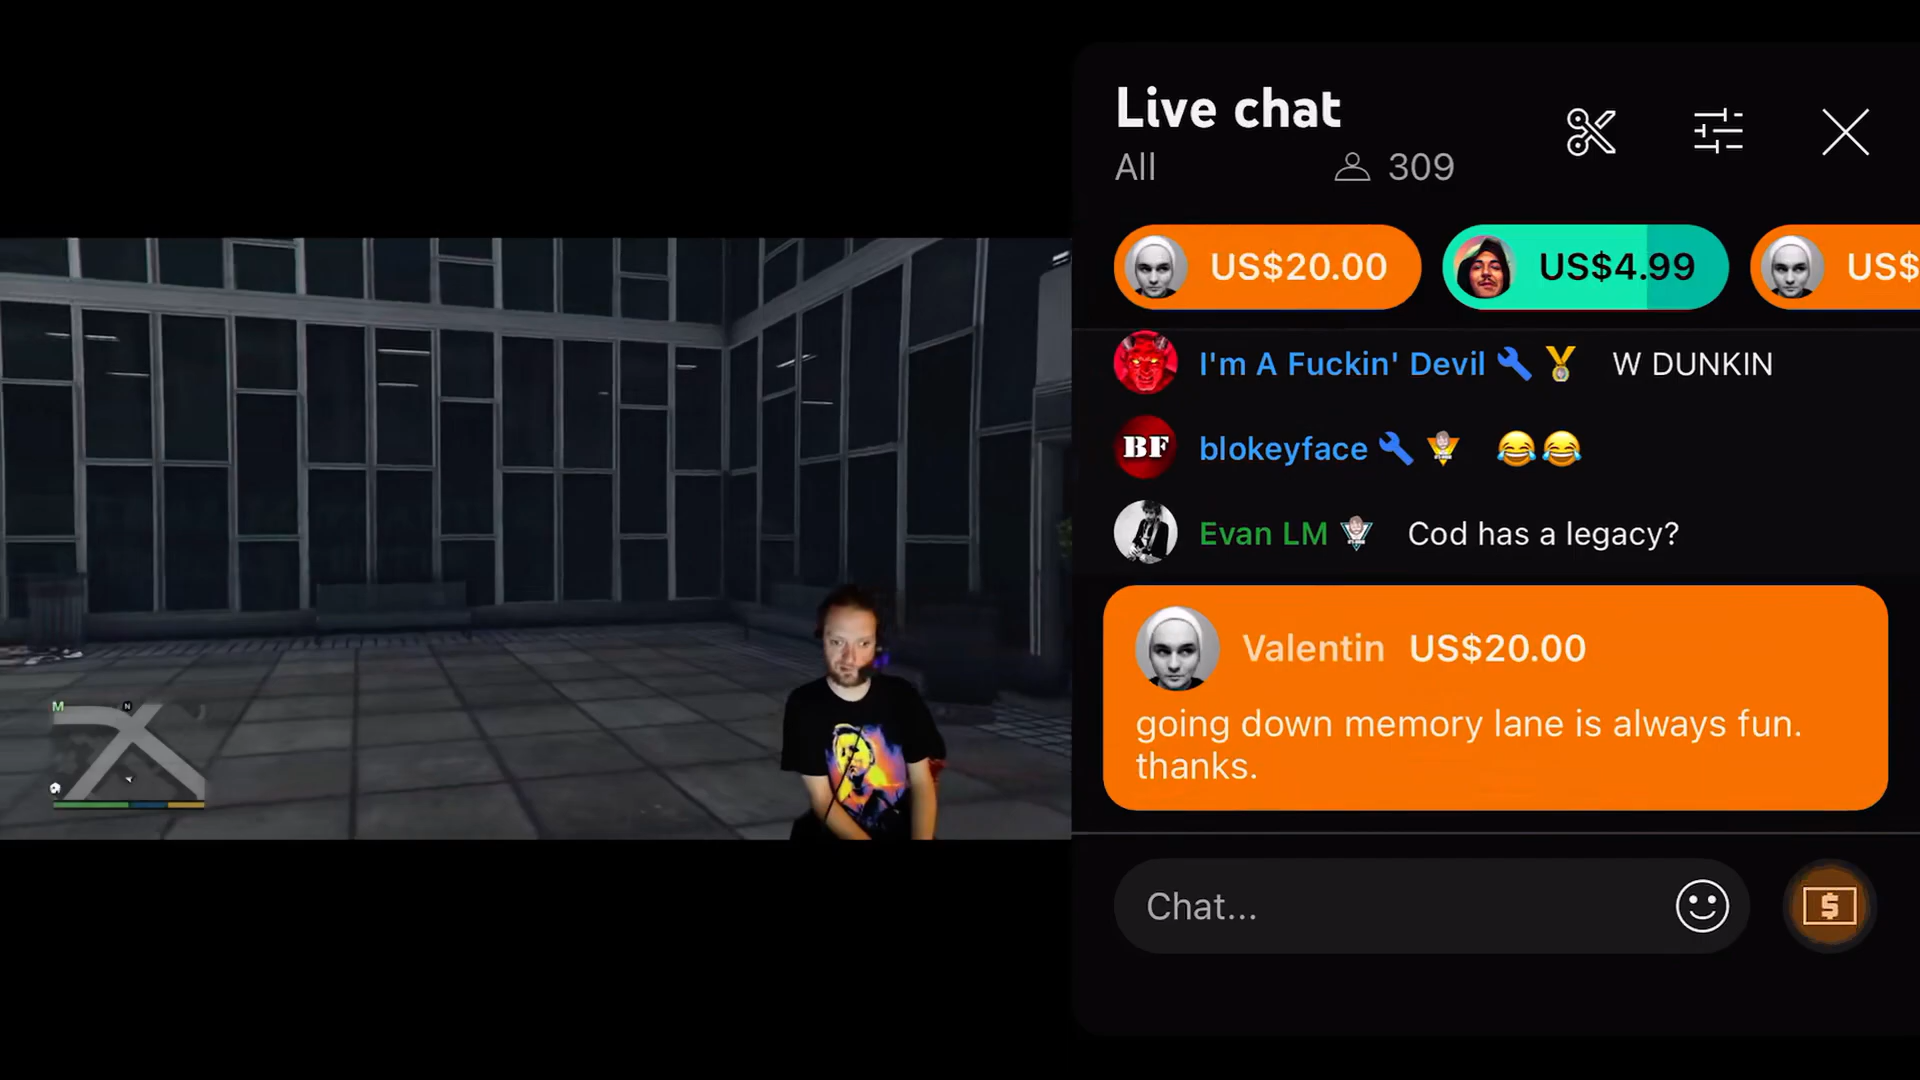 Live chat
All 309
US$20.00 US$4.99 US$
I'm A Fuckin' Devil W DUNKIN
BF blokeyface 😂😂
Evan LM Cod has a legacy?
Valentin US$20.00
going down memory lane is always fun.
thanks.
M N
Chat...
$